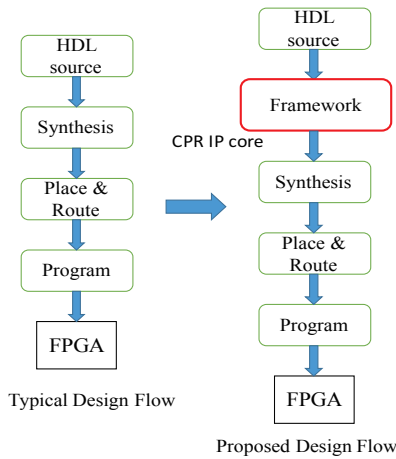 HDL
source
Synthesis
Place &
Route
Program
FPGA
Typical Design Flow
HDL
source
Framework
CPR IP core
Synthesis
Place &
Route
Program
FPGA
Proposed Design Flow